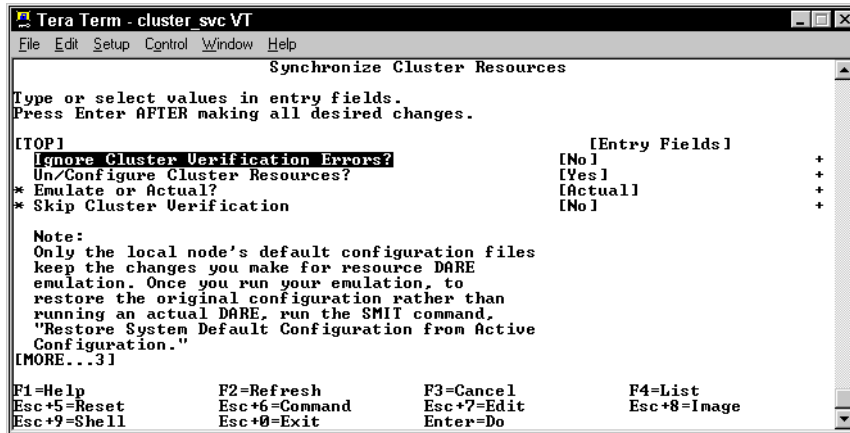 Tera Term - cluster_svc VT
File Edit Setup Control Window Help
Synchronize Cluster Resources
Type or select values in entry fields.
Press Enter AFTER making all desired changes.
[TOP] [Entry Fields]
Ignore Cluster Verification Errors? [No] +
Un/Configure Cluster Resources? [Yes] +
* Emulate or Actual? [Actual] +
* Skip Cluster Verification [No] +
Note:
Only the local node's default configuration files
keep the changes you make for resource DARE
emulation. Once you run your emulation, to
restore the original configuration rather than
running an actual DARE, run the SMIT command,
"Restore System Default Configuration from Active
Configuration."
[MORE...3]
F1=Help F2=Refresh F3=Cancel F4=List
Esc+5=Reset Esc+6=Command Esc+7=Edit Esc+8=Image
Esc+9=Shell Esc+0=Exit Enter=Do